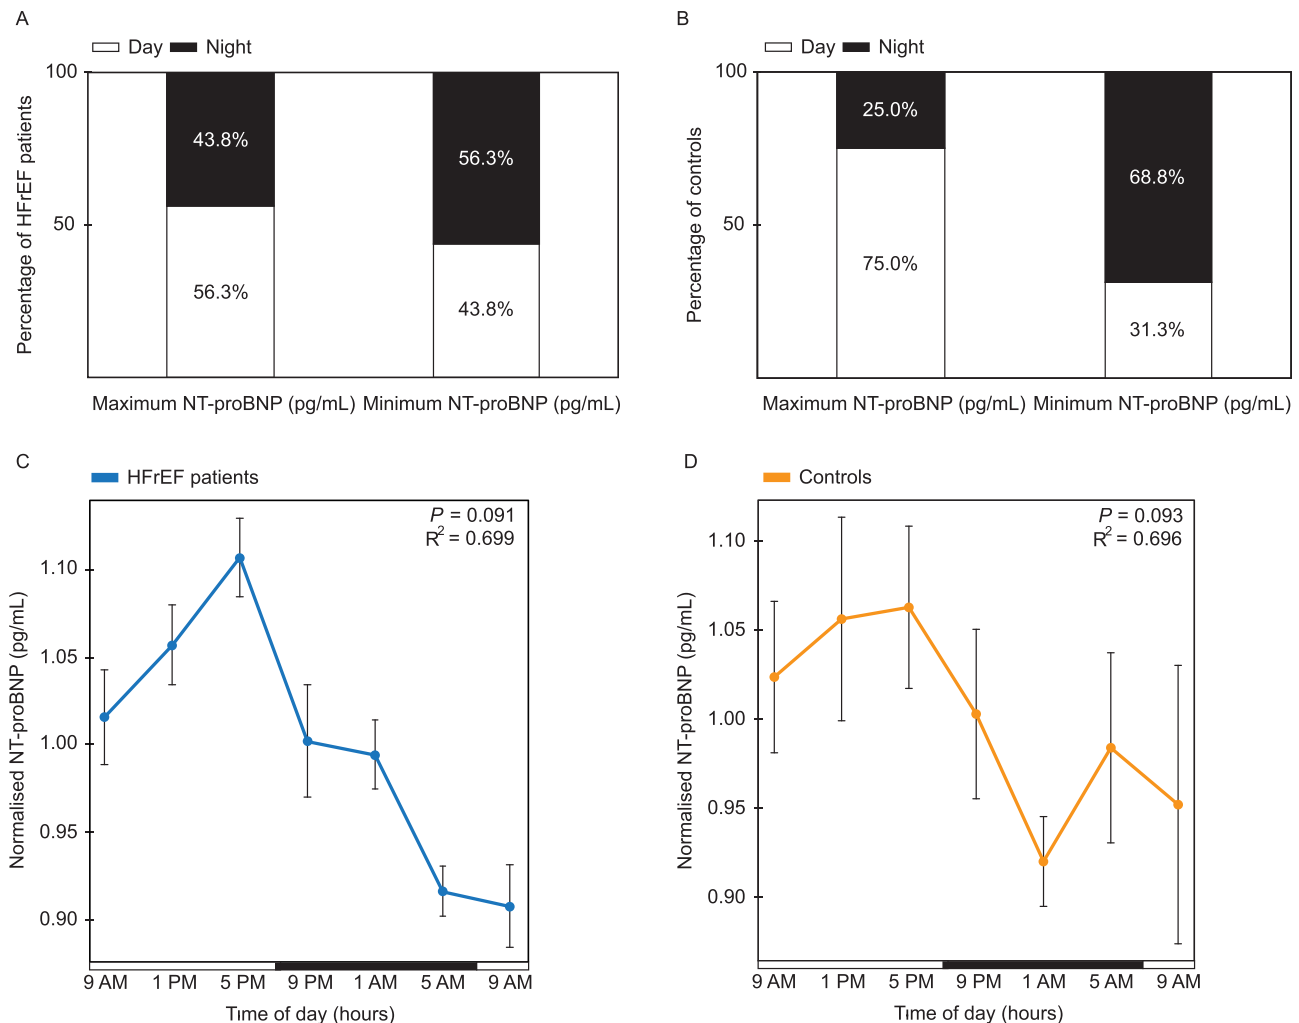 A
Day Night
Percentage of HFrEF patients
100
50
43.8%
56.3%
56.3%
43.8%
Maximum NT-proBNP (pg/mL) Minimum NT-proBNP (pg/mL)
B
Day Night
Percentage of controls
100
50
25.0%
75.0%
68.8%
31.3%
Maximum NT-proBNP (pg/mL) Minimum NT-proBNP (pg/mL)
C
HFrEF patients
P = 0.091
R2 = 0.699
Normalised NT-proBNP (pg/mL)
1.10
1.05
1.00
0.95
0.90
9 AM 1 PM 5 PM 9 PM 1 AM 5 AM 9 AM
Time of day (hours)
D
Controls
P = 0.093
R2 = 0.696
Normalised NT-proBNP (pg/mL)
1.10
1.05
1.00
0.95
0.90
9 AM 1 PM 5 PM 9 PM 1 AM 5 AM 9 AM
Time of day (hours)